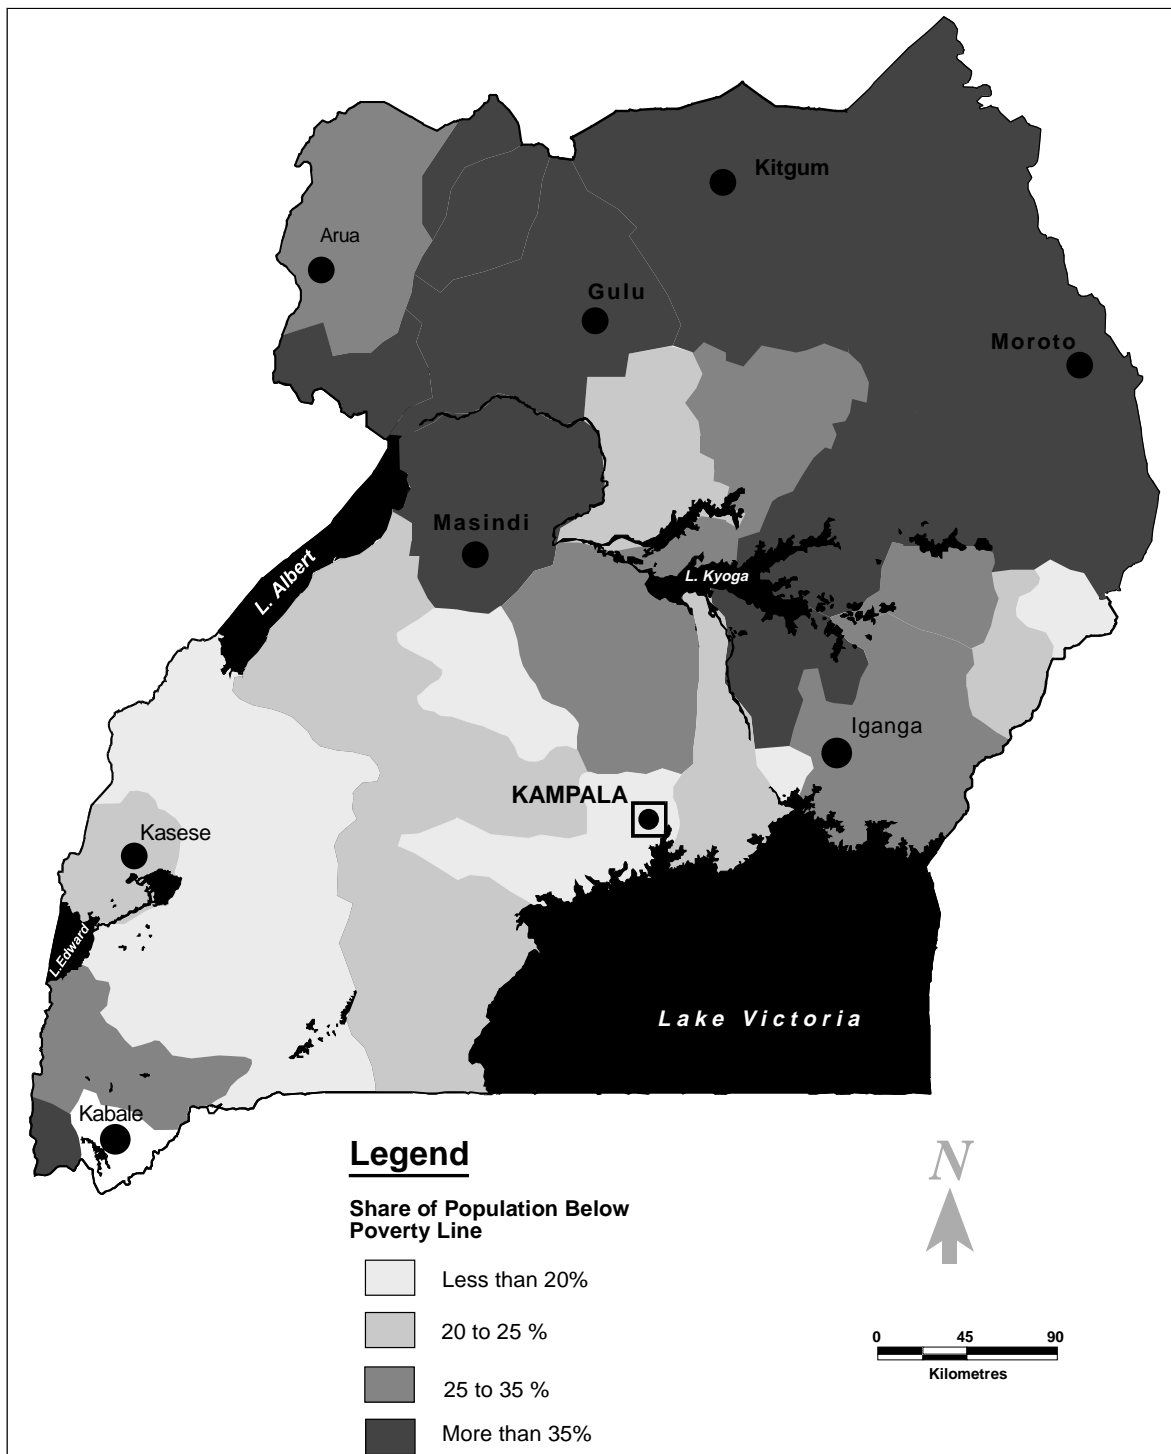 Kitgum
Arua
Gulu
Moroto
Masindi
L. Albert
L. Kyoga
Iganga
KAMPALA
Kasese
L.Edward
Lake Victoria
Kabale
Legend
N
Share of Population Below
Poverty Line
Less than 20%
20 to 25 %
25 to 35 %
More than 35%
0 45 90
Kilometres